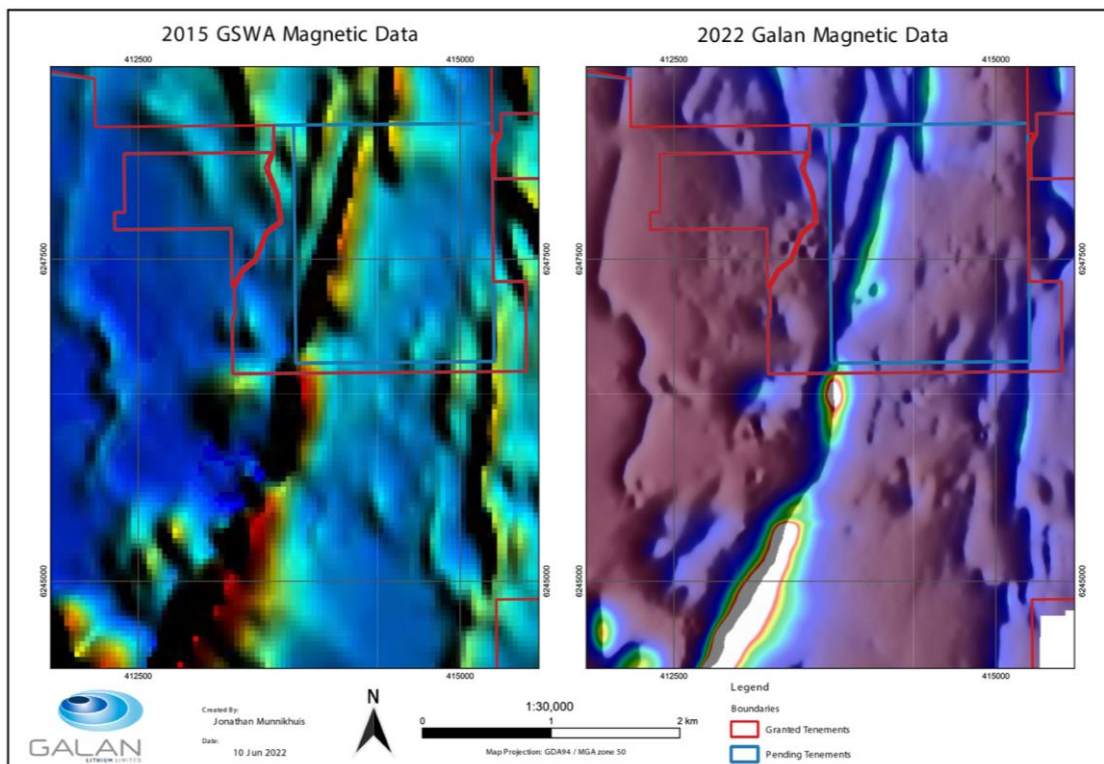 2015 GSWA Magnetic Data
2022 Galan Magnetic Data
412500
415000
412500
415000
6247500
6247500
6247500
6247500
6245000
6245000
6245000
6245000
412500
415000
412500
415000
GALAN
LITHIUM LIMITED
Created By:
Jonathan Munnikhuis
Date:
10 Jun 2022
N
1:30,000
0
1
2 km
Map Projection: GDA94 / MGA zone 50
Legend
Boundaries
Granted Tenements
Pending Tenements